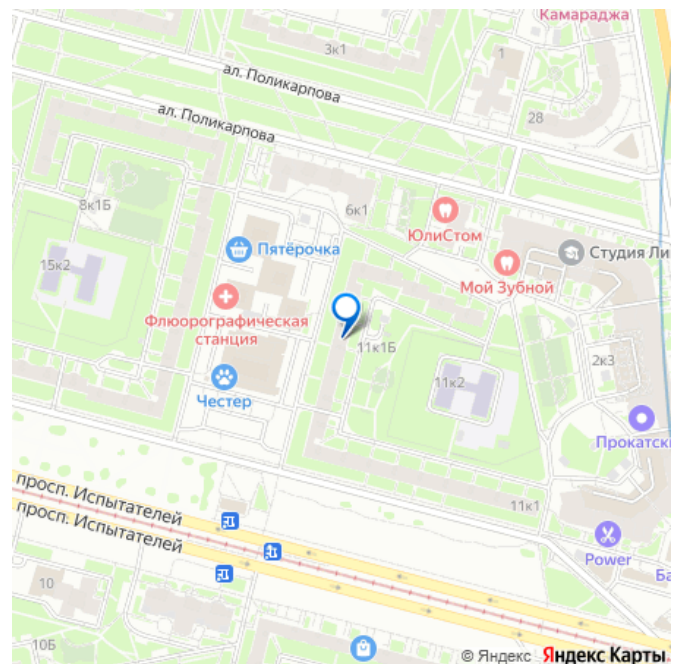 Камараджа
3к1
1
ал. Поликарпова
28
ал. Поликарпова
8к1Б
6к1
ЮлиСтом
Пятёрочка
Студия Ли
15к2
Мой Зубной
Флюорографическая
станция
11к1Б
2к3
11к2
Честер
Прокатск
просп. Испытателей
11к1
просп. Испытателей
Power
Ба
10
10Б
© Яндекс Яндекс Карты